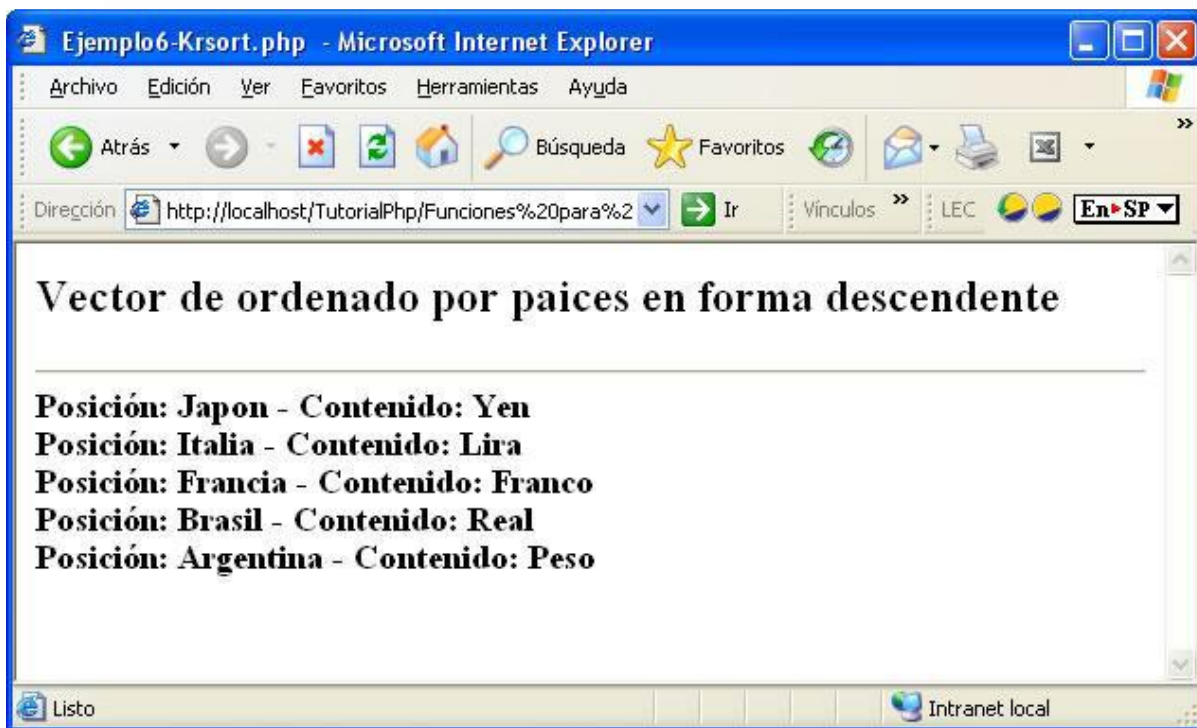 Ejemplo6-Krsort.php - Microsoft Internet Explorer
Archivo Edición Ver Favoritos Herramientas Ayuda
Atrás Búsqueda Favoritos »
Dirección http://localhost/TutorialPhp/Funciones%20para%2 Ir Vínculos » LEC En▸SP
Vector de ordenado por paices en forma descendente
Posición: Japon - Contenido: Yen
Posición: Italia - Contenido: Lira
Posición: Francia - Contenido: Franco
Posición: Brasil - Contenido: Real
Posición: Argentina - Contenido: Peso
Listo Intranet local